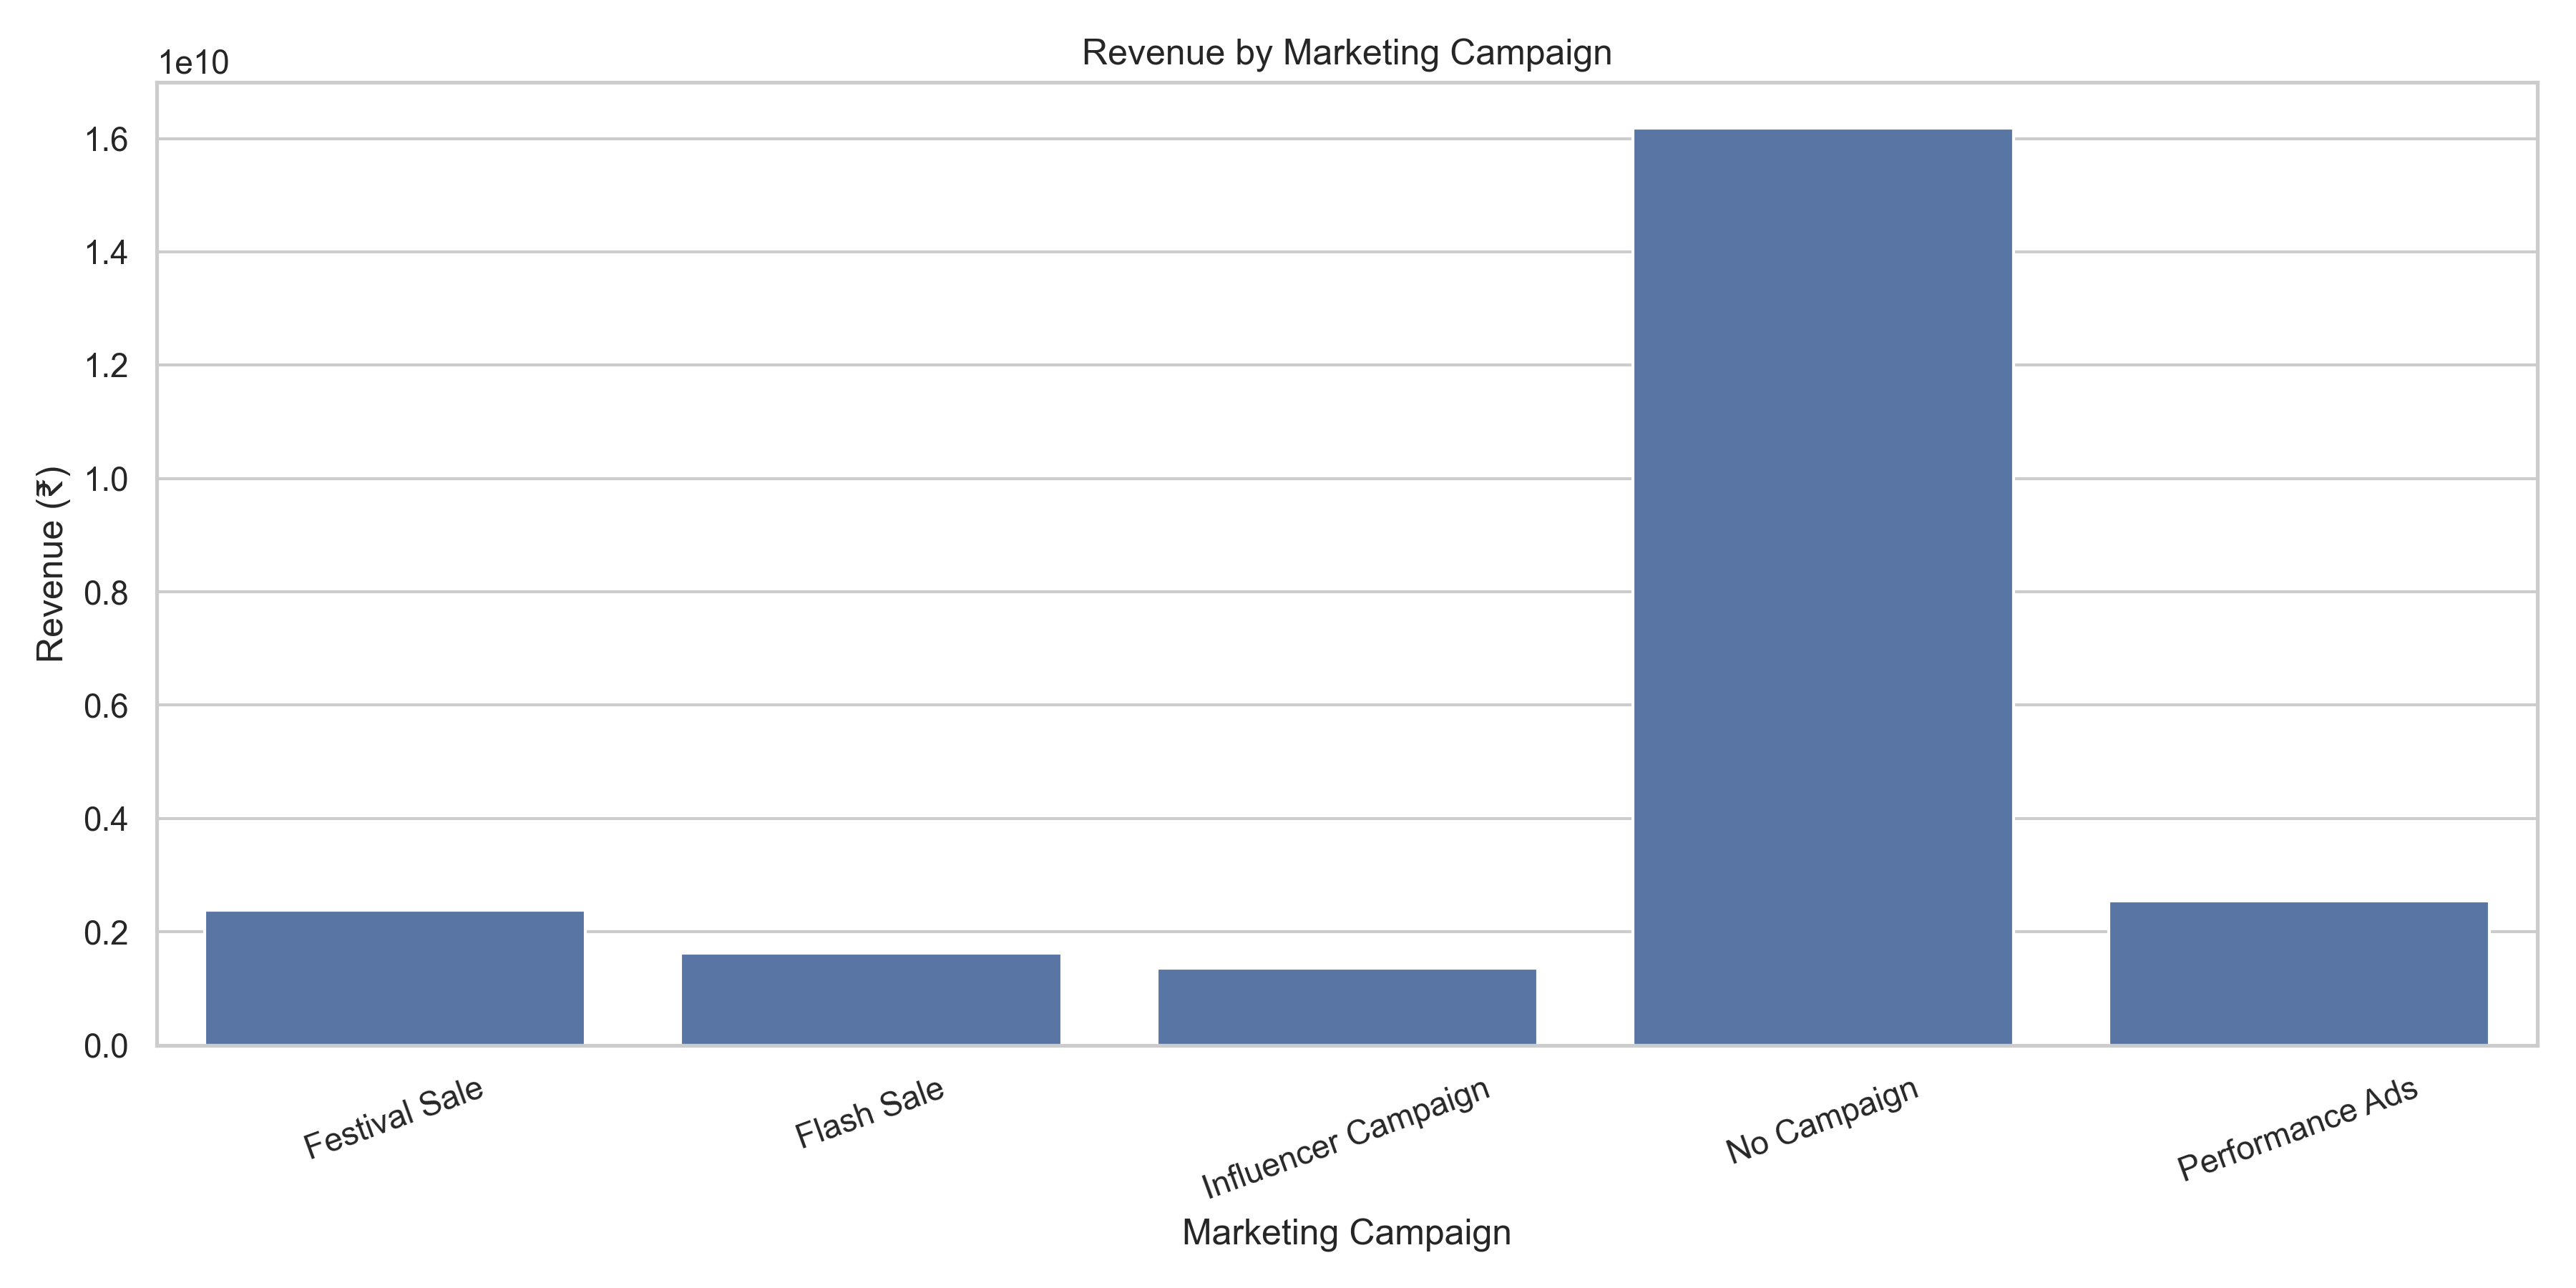 Revenue by Marketing Campaign
1e10
1.6
1.4
1.2
1.0
0.8
0.6
0.4
0.2
0.0
Revenue (₹)
Festival Sale
Flash Sale
Influencer Campaign
No Campaign
Performance Ads
Marketing Campaign